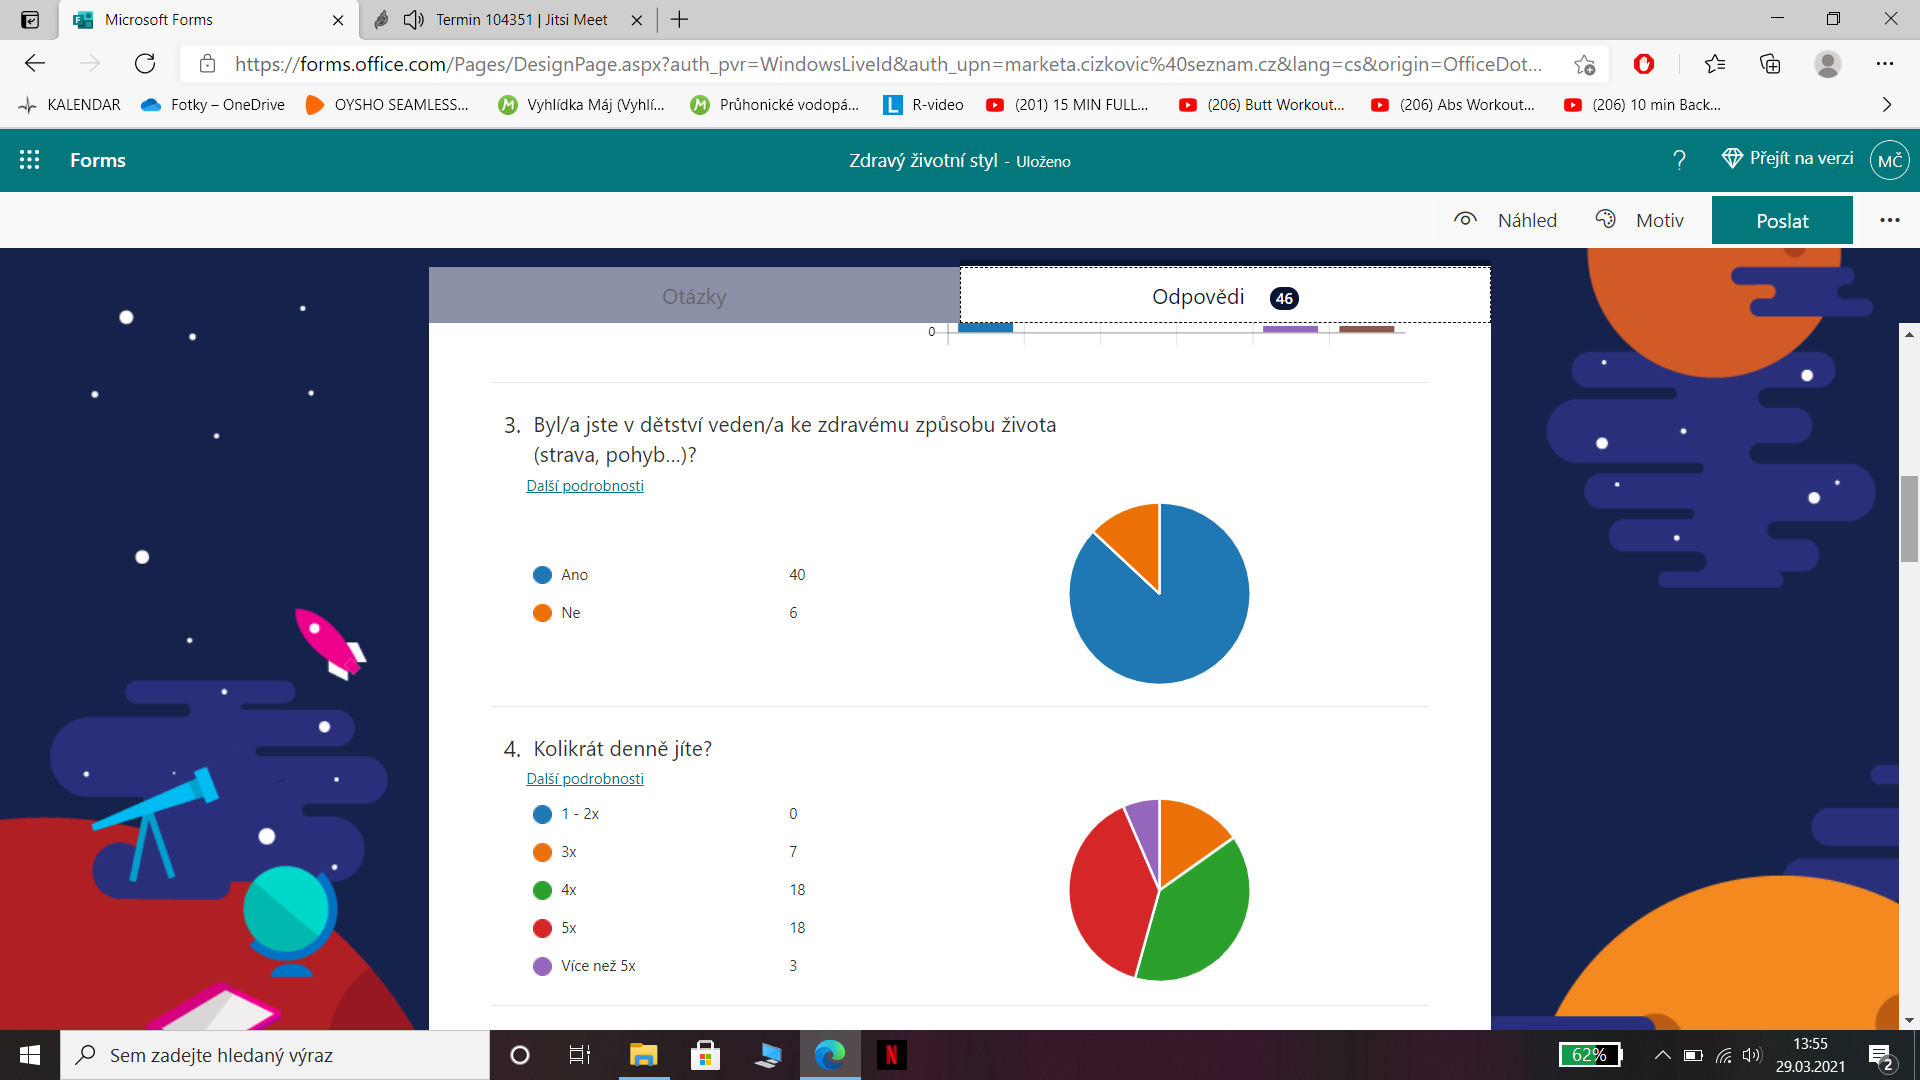 Microsoft Forms
Termin 104351 | Jitsi Meet
https://forms.office.com/Pages/DesignPage.aspx?auth_pvr=WindowsLiveId&auth_upn=marketa.cizkovic%40seznam.cz&lang=cs&origin=OfficeDot...
KALENDAR
Fotky – OneDrive
OYSHO SEAMLESS...
Vyhlídka Máj (Vyhlí...
Průhonické vodopá...
L R-video
(201) 15 MIN FULL...
(206) Butt Workout...
(206) Abs Workout...
(206) 10 min Back...
Forms
Zdravý životní styl - Uloženo
?
Přejít na verzi
MČ
Náhled
Motiv
Poslat
Otázky
Odpovědi 46
0
3. Byl/a jste v dětství veden/a ke zdravému způsobu života
(strava, pohyb...)?
Další podrobnosti
Ano 40
Ne 6
4. Kolikrát denně jíte?
Další podrobnosti
1 - 2x 0
3x 7
4x 18
5x 18
Více než 5x 3
Sem zadejte hledaný výraz
N
62%
13:55
29.03.2021
2